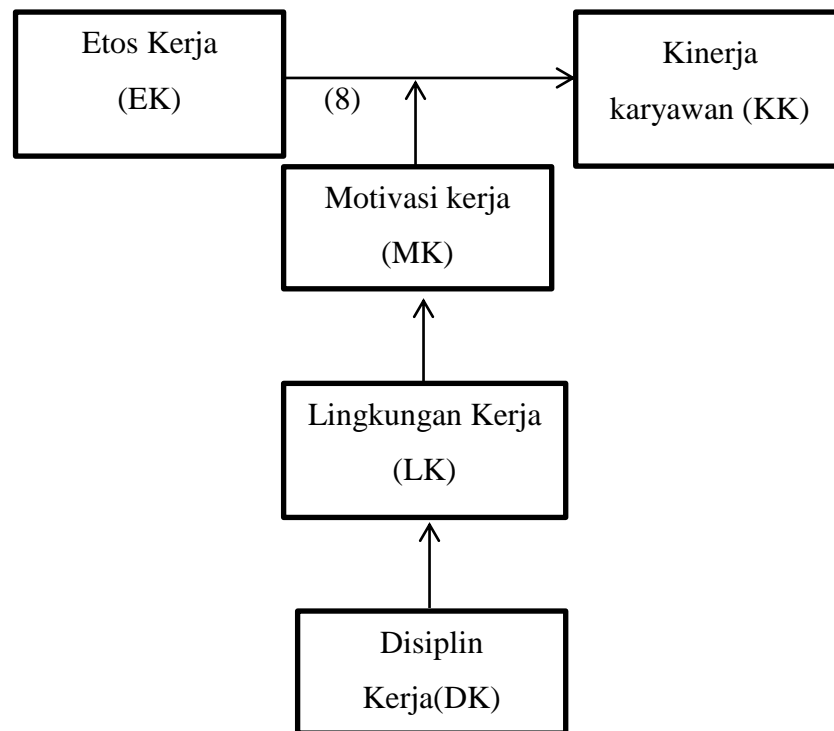 Etos Kerja
(EK)
(8)
Kinerja
karyawan (KK)
Motivasi kerja
(MK)
Lingkungan Kerja
(LK)
Disiplin
Kerja(DK)